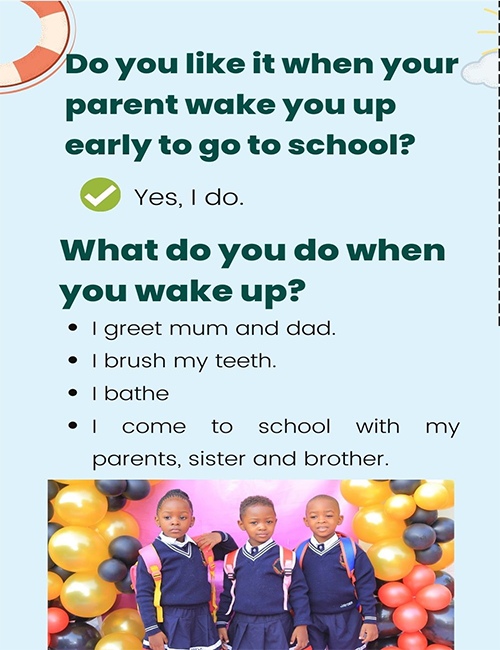 Do you like it when your
parent wake you up
early to go to school?
Yes, I do.
What do you do when
you wake up?
I greet mum and dad.
I brush my teeth.
I bathe
I come to school with my
parents, sister and brother.